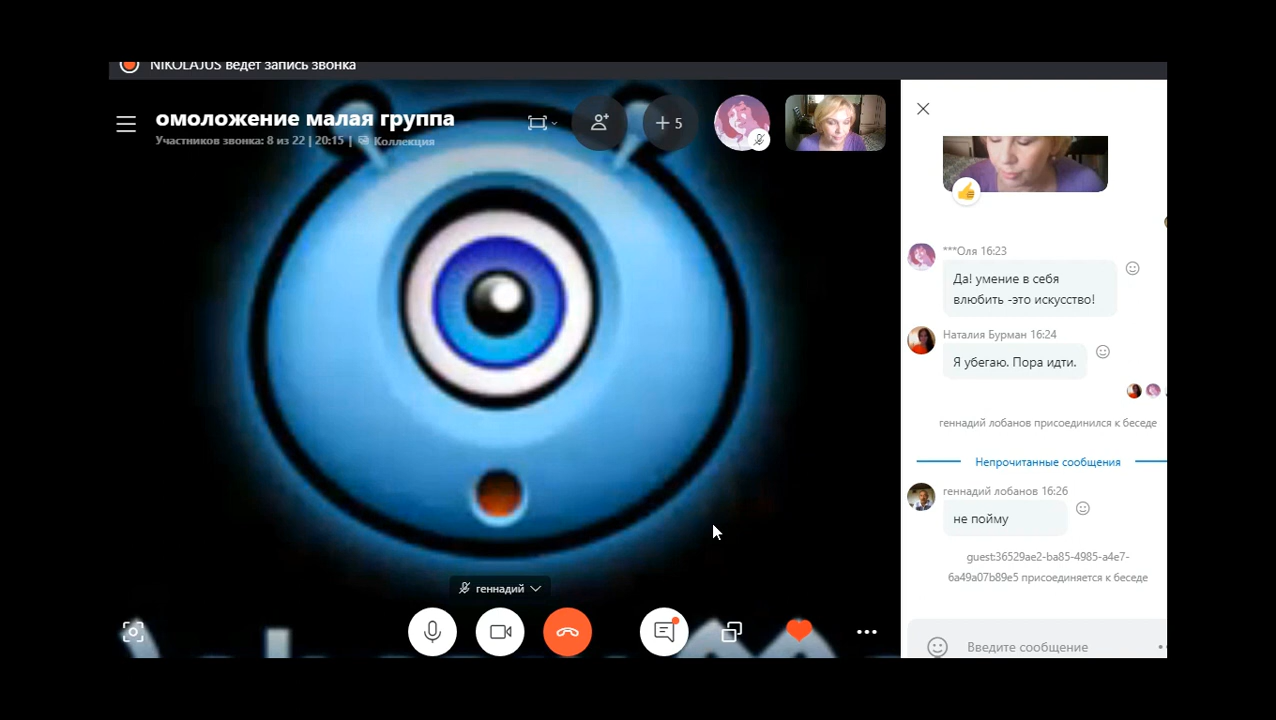 NIKOLAJUS ведет запись звонка
омоложение малая группа
Участников звонка: 8 из 22 | 20:15 | Коллекция
+ 5
геннадий
***Оля 16:23
Да! умение в себя
влюбить -это искусство!
Наталия Бурман 16:24
Я убегаю. Пора идти.
геннадий лобанов присоединился к беседе
Непрочитанные сообщения
геннадий лобанов 16:26
не пойму
guest:36529ae2-ba85-4985-a4e7-
6a49a07b89e5 присоединяется к беседе
Введите сообщение